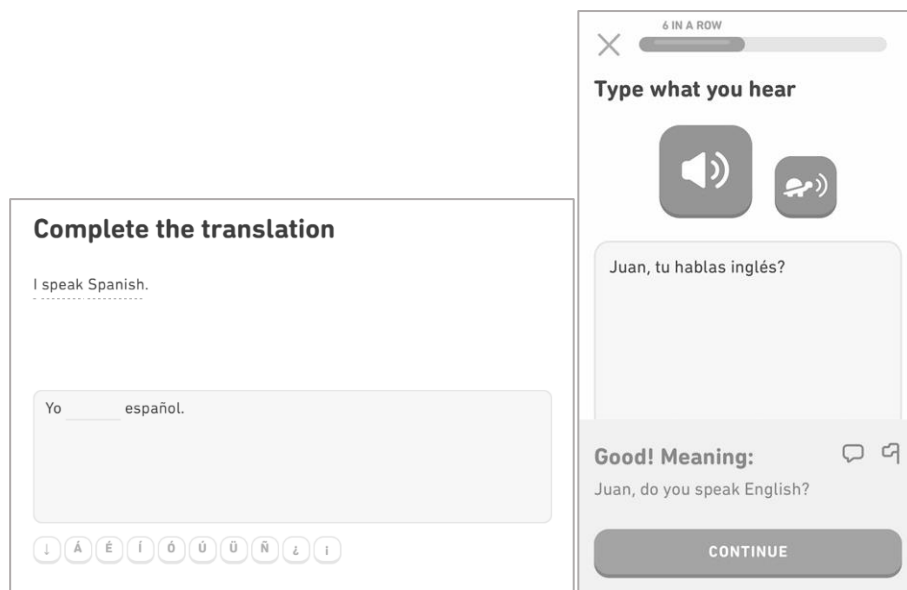 Complete the translation
I speak Spanish.
Yo español.
↓ Á É Í Ó Ú Ü Ñ ¿ ¡
6 IN A ROW
Type what you hear
Juan, tu hablas inglés?
Good! Meaning:
Juan, do you speak English?
CONTINUE